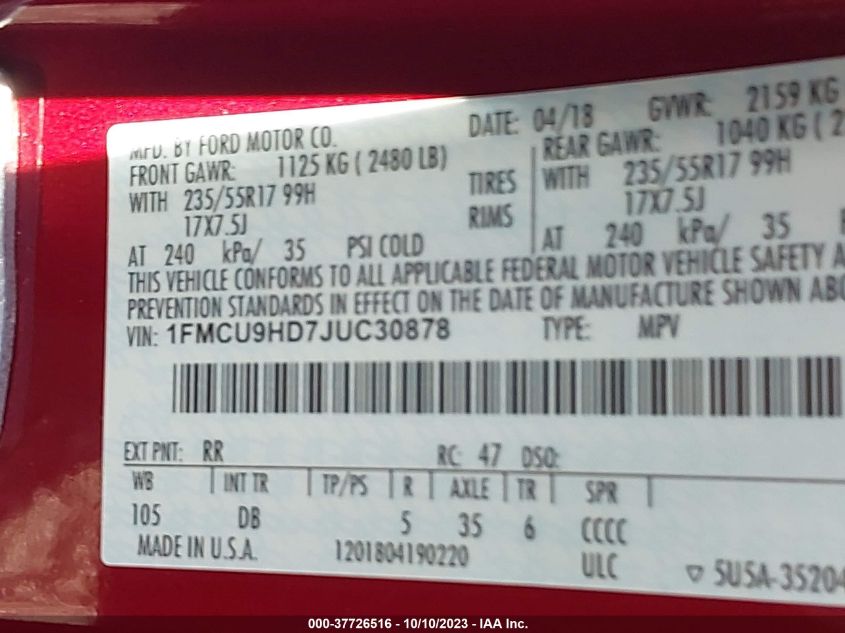 MFD. BY FORD MOTOR CO.
DATE: 04/18 GVWR: 2159 KG
FRONT GAWR: 1125 KG ( 2480 LB) REAR GAWR: 1040 KG ( 2
WITH 235/55R17 99H TIRES WITH 235/55R17 99H
17X7.5J RIMS 17X7.5J
AT 240 kPa/ 35 PSI COLD AT 240 kPa/ 35
THIS VEHICLE CONFORMS TO ALL APPLICABLE FEDERAL MOTOR VEHICLE SAFETY A
PREVENTION STANDARDS IN EFFECT ON THE DATE OF MANUFACTURE SHOWN ABO
VIN: 1FMCU9HD7JUC30878 TYPE: MPV
EXT PNT: RR RC: 47 DSO:
WB INT TR TP/PS R AXLE TR SPR
105 DB 5 35 6 CCCC
MADE IN U.S.A. 1201804190220 ULC
5U5A-35204
000-37726516 - 10/10/2023 - IAA Inc.